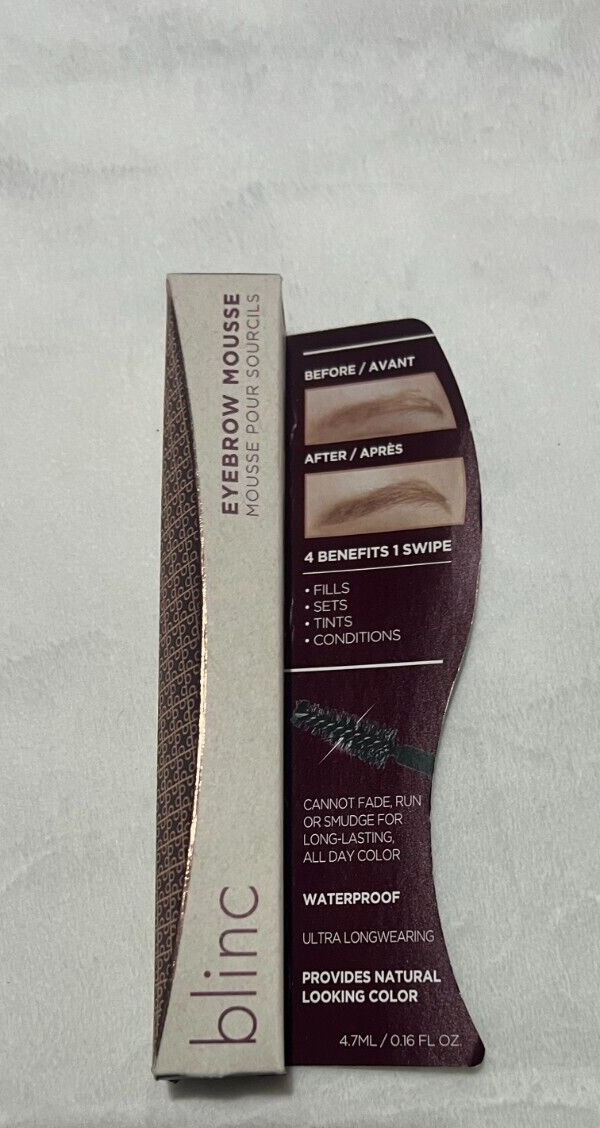 EYEBROW MOUSSE
MOUSSE POUR SOURCILS
blinc
BEFORE / AVANT
AFTER / APRÈS
4 BENEFITS 1 SWIPE
• FILLS
• SETS
• TINTS
• CONDITIONS
CANNOT FADE, RUN
OR SMUDGE FOR
LONG-LASTING,
ALL DAY COLOR
WATERPROOF
ULTRA LONGWEARING
PROVIDES NATURAL
LOOKING COLOR
4.7ML / 0.16 FL OZ.